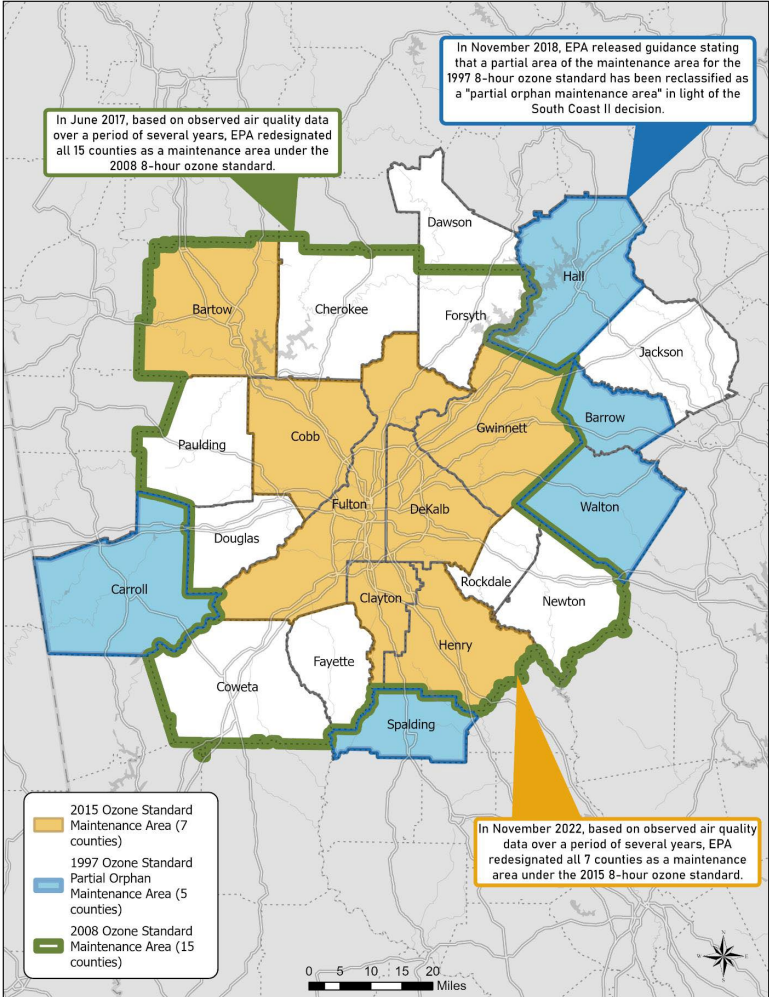 In November 2018, EPA released guidance stating
that a partial area of the maintenance area for the
1997 8-hour ozone standard has been reclassified as
a "partial orphan maintenance area" in light of the
South Coast II decision.
In June 2017, based on observed air quality data
over a period of several years, EPA redesignated
all 15 counties as a maintenance area under the
2008 8-hour ozone standard.
Dawson
Hall
Bartow
Cherokee
Forsyth
Jackson
Barrow
Gwinnett
Cobb
Paulding
Walton
Fulton
DeKalb
Douglas
Rockdale
Carroll
Clayton
Newton
Henry
Fayette
Coweta
Spalding
2015 Ozone Standard
Maintenance Area (7
counties)
1997 Ozone Standard
Partial Orphan
Maintenance Area (5
counties)
2008 Ozone Standard
Maintenance Area (15
counties)
In November 2022, based on observed air quality
data over a period of several years, EPA
redesignated all 7 counties as a maintenance
area under the 2015 8-hour ozone standard.
N
W E
S
0 5 10 15 20
Miles